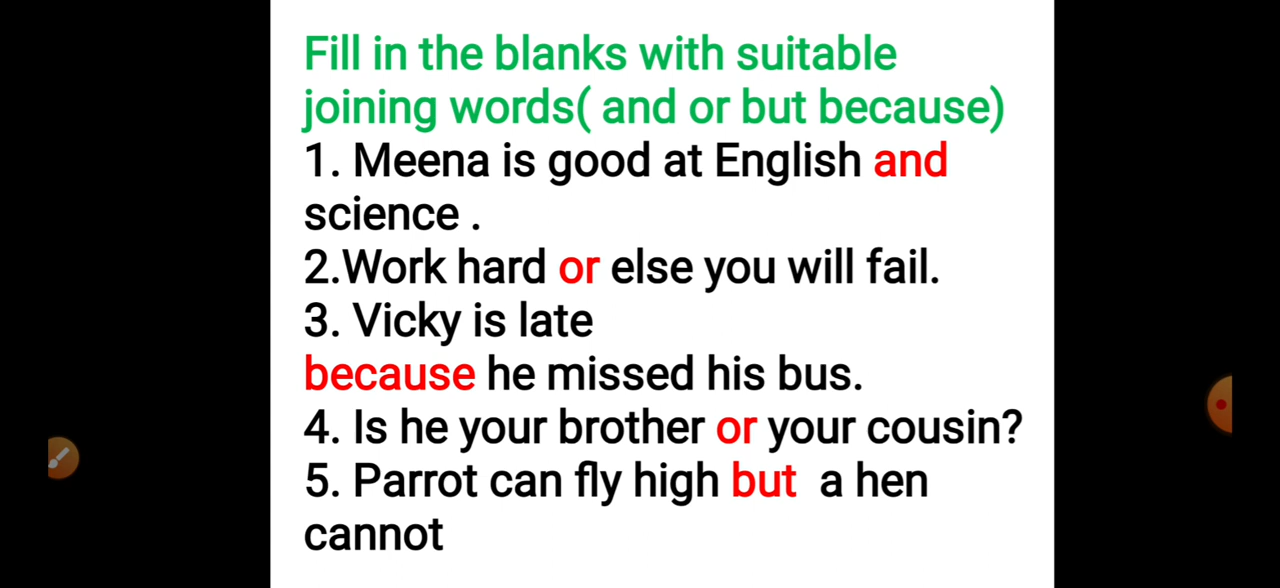 Fill in the blanks with suitable
joining words( and or but because)
1. Meena is good at English and
science .
2.Work hard or else you will fail.
3. Vicky is late
because he missed his bus.
4. Is he your brother or your cousin?
5. Parrot can fly high but  a hen
cannot